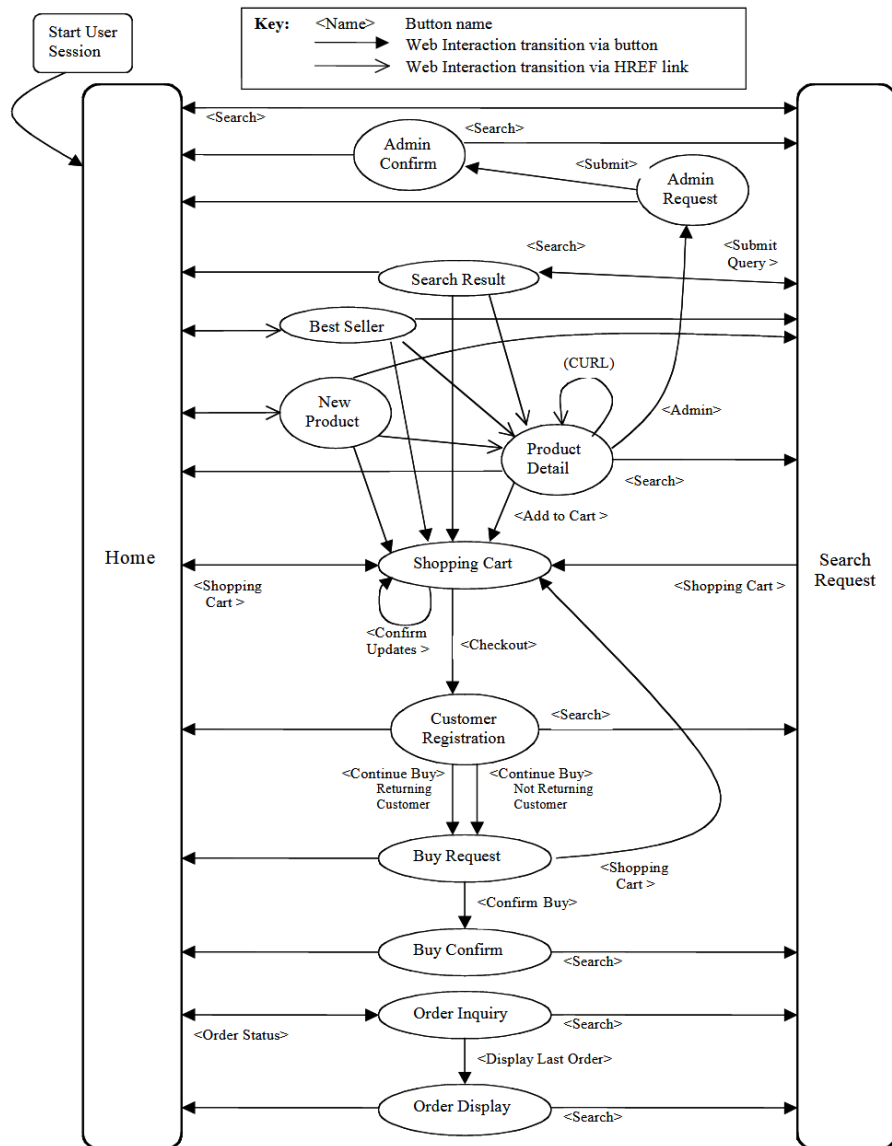 Start User
Session
Key: <Name> Button name
Web Interaction transition via button
Web Interaction transition via HREF link
<Search>
<Search>
Admin
Confirm
<Submit>
Admin
Request
<Search>
<Submit
Query >
Search Result
Best Seller
(CURL)
New
Product
<Admin>
Product
Detail
<Search>
<Add to Cart >
Home
Shopping Cart
Search
Request
<Shopping
Cart >
<Shopping Cart >
<Confirm
Updates >
<Checkout>
Customer
Registration
<Search>
<Continue Buy>
Returning
Customer
<Continue Buy>
Not Returning
Customer
Buy Request
<Shopping
Cart >
<Confirm Buy>
Buy Confirm
<Search>
Order Inquiry
<Order Status>
<Search>
<Display Last Order>
Order Display
<Search>